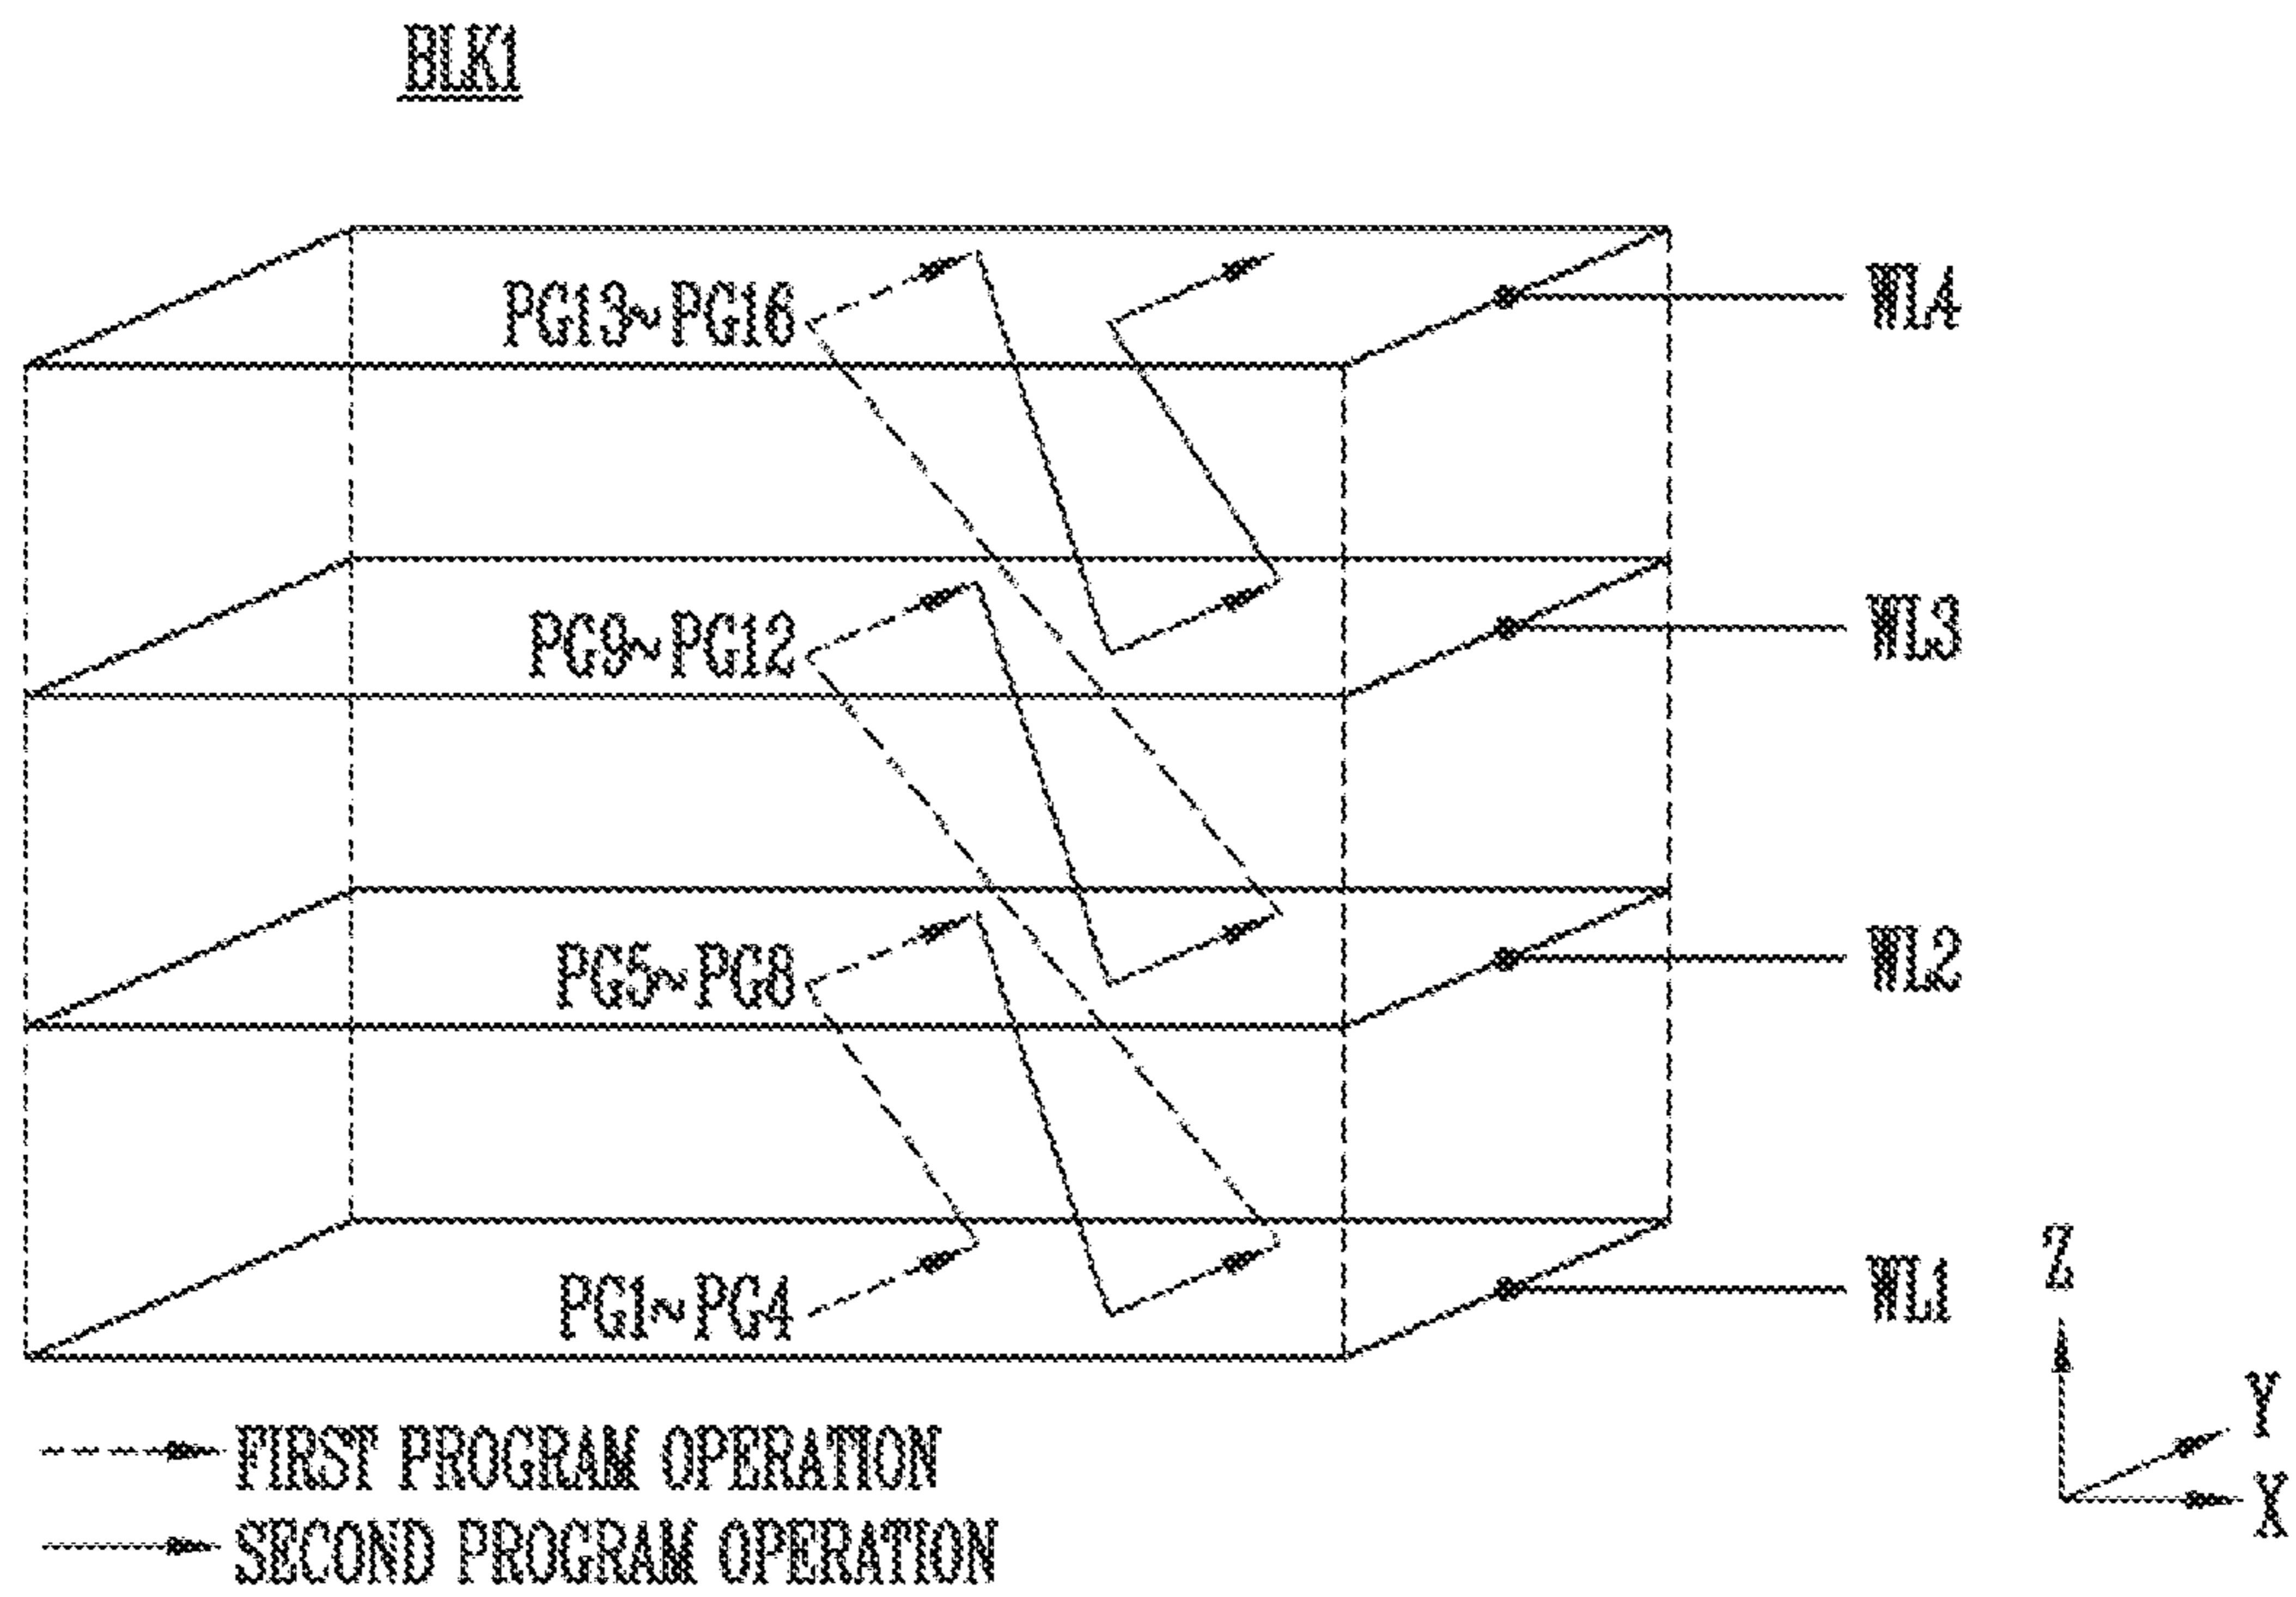 BLK1
PG13~PG16
WL4
PG9~PG12
WL3
PG5~PG8
WL2
PG1~PG4
WL1
Z
Y
X
FIRST PROGRAM OPERATION
SECOND PROGRAM OPERATION